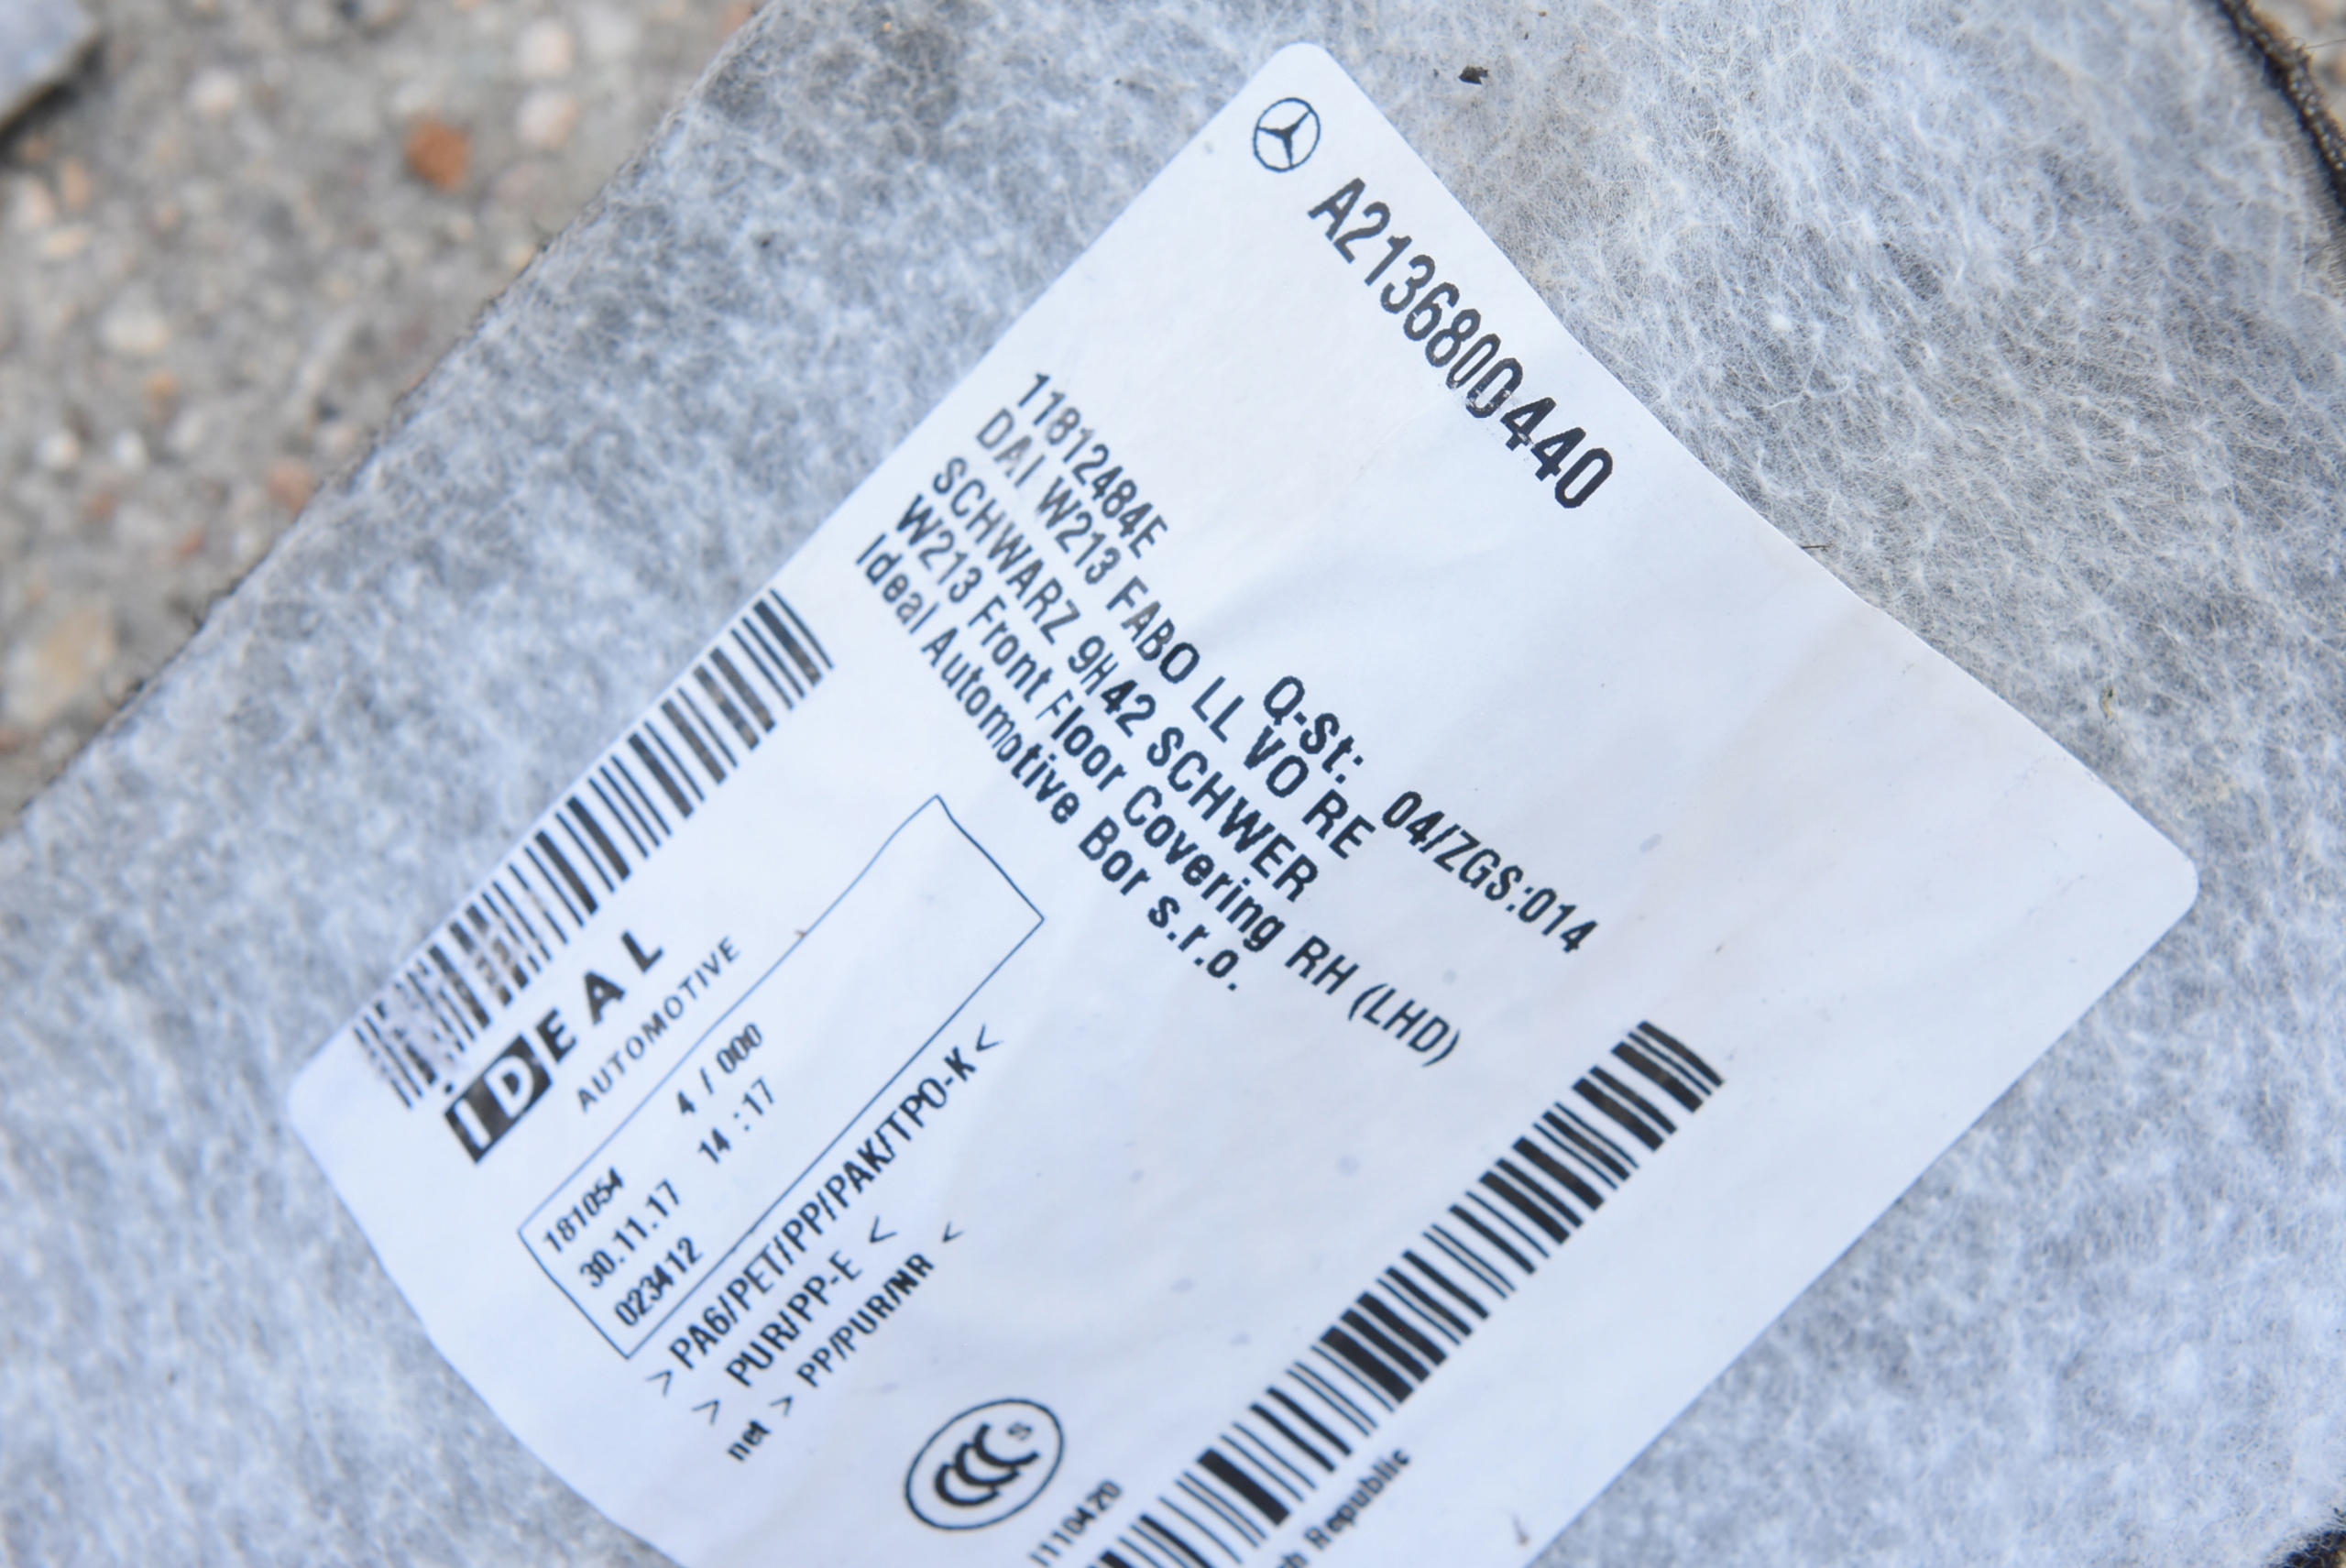 A2136800440
Q-St: 04/ZGS:014
11812484E
DAI W213 FABO LL VO RE
SCHWARZ 9H42 SCHWER
W213 Front Floor Covering RH (LHD)
Ideal Automotive Bor s.r.o.
IDEAL
AUTOMOTIVE
181054 4 / 000
30.11.17 14 :17
023412
> PA6/PET/PP/PAK/TPO-K <
> PUR/PP-E <
net > PP/PUR/NR <
CCC S
Republic